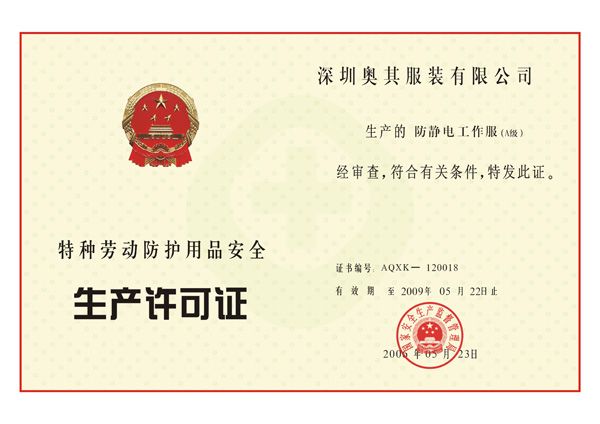 特种劳动防护用品安全
生产许可证
深圳奥其服装有限公司
生产的 防静电工作服(A级)
经审查,符合有关条件,特发此证。
证书编号: AQXK— 120018
有 效 期 至 2009年 05 月 22日止
国家安全生产监督管理局
2006 年 05 月 23日